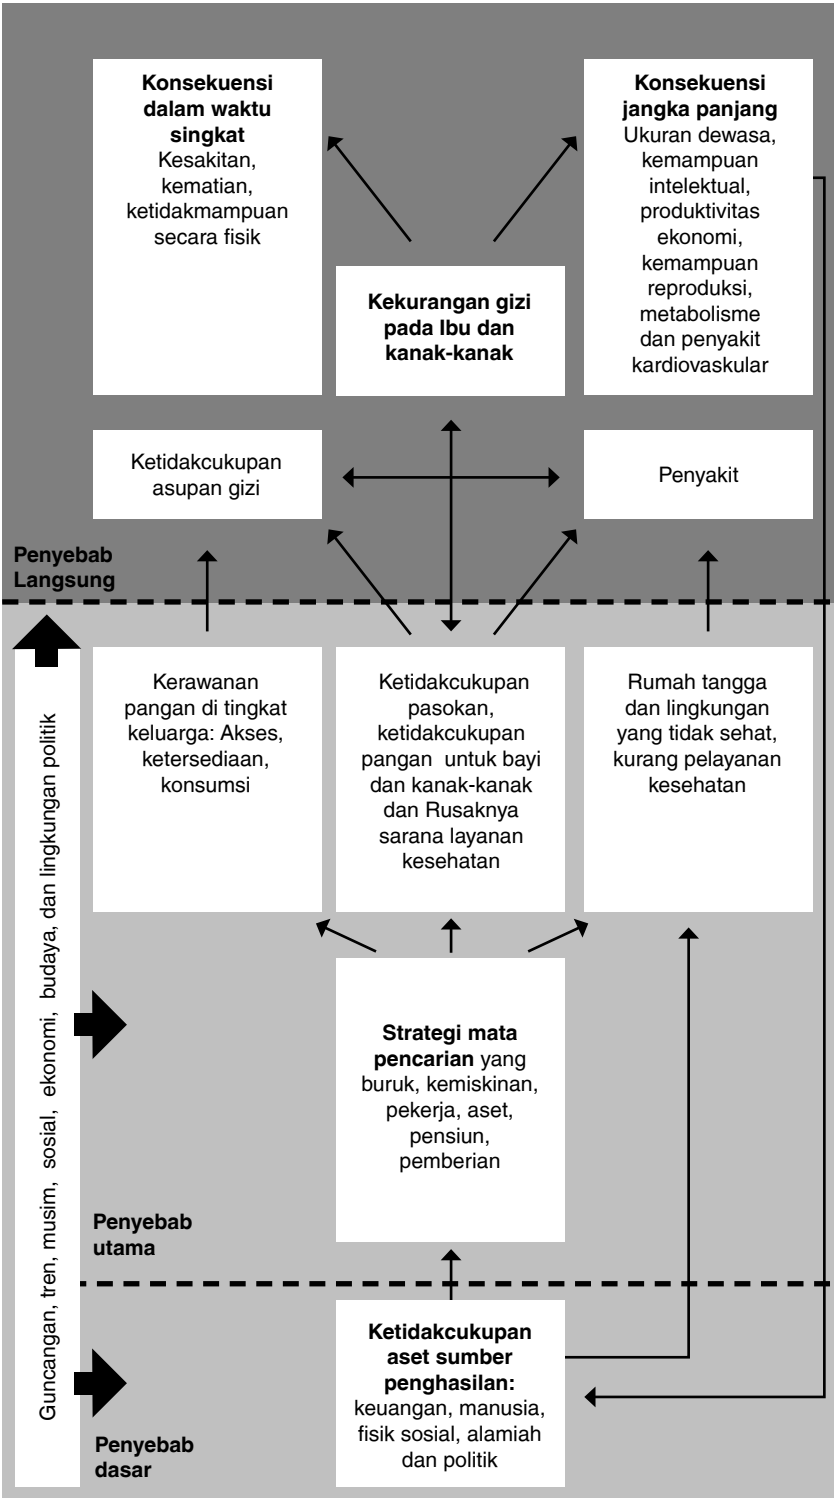 Konsekuensi
dalam waktu
singkat
Kesakitan,
kematian,
ketidakmampuan
secara fisik
Konsekuensi
jangka panjang
Ukuran dewasa,
kemampuan
intelektual,
produktivitas
ekonomi,
kemampuan
reproduksi,
metabolisme
dan penyakit
kardiovaskular
Kekurangan gizi
pada Ibu dan
kanak-kanak
Ketidakcukupan
asupan gizi
Penyakit
Penyebab
Langsung
Kerawanan
pangan di tingkat
keluarga: Akses,
ketersediaan,
konsumsi
Ketidakcukupan
pasokan,
ketidakcukupan
pangan untuk bayi
dan kanak-kanak
dan Rusaknya
sarana layanan
kesehatan
Rumah tangga
dan lingkungan
yang tidak sehat,
kurang pelayanan
kesehatan
Guncangan, tren, musim, sosial, ekonomi, budaya, dan lingkungan politik
Strategi mata
pencarian yang
buruk, kemiskinan,
pekerja, aset,
pensiun,
pemberian
Penyebab
utama
Ketidakcukupan
aset sumber
penghasilan:
keuangan, manusia,
fisik sosial, alamiah
dan politik
Penyebab
dasar